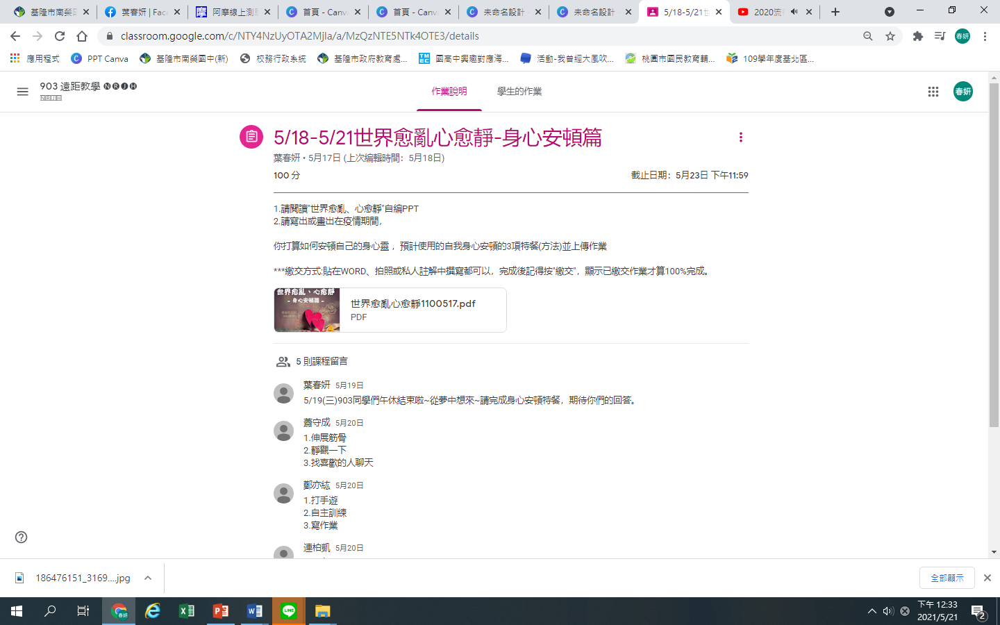 基隆市南榮國
葉春妍 | Fac
阿摩線上測
首頁 - Canv
首頁 - Canv
未命名設計
未命名設計
5/18-5/21世
2020流
classroom.google.com/c/NTY4NzUyOTA2Mjla/a/MzQzNTE5NTk4OTE3/details
春妍
應用程式
PPT Canva
基隆市南榮國中(新)
校務行政系統
基隆市政府教育處...
國高中興趣對應海...
活動-我曾經大風吹...
桃園市國民教育輔...
109學年度基北區...
903 遠距教學 🅝🅡🅙🅗
🄽🅁🄹🄷
作業說明
學生的作業
春妍
5/18-5/21世界愈亂心愈靜-身心安頓篇
葉春妍 • 5月17日 (上次編輯時間：5月18日)
100 分
截止日期：5月23日 下午11:59
1.請閱讀"世界愈亂、心愈靜"自編PPT
2.請寫出或畫出在疫情期間，
你打算如何安頓自己的身心靈 ，預計使用的自我身心安頓的3項特餐(方法)並上傳作業
***繳交方式:貼在WORD、拍照或私人註解中撰寫都可以，完成後記得按"繳交"，顯示已繳交作業才算100%完成。
世界愈亂、心愈靜
- 身心安頓篇 -
世界愈亂心愈靜1100517.pdf
PDF
5 則課程留言
葉春妍 5月19日
5/19(三)903同學們午休結束啦~從夢中想來~請完成身心安頓特餐，期待你們的回答。
蕭守成 5月20日
1.伸展筋骨
2.靜觀一下
3.找喜歡的人聊天
鄭亦紘 5月20日
1.打手遊
2.自主訓練
3.寫作業
連柏凱 5月20日
186476151_3169....jpg
全部顯示
春妍
LINE
下午 12:33
2021/5/21
2